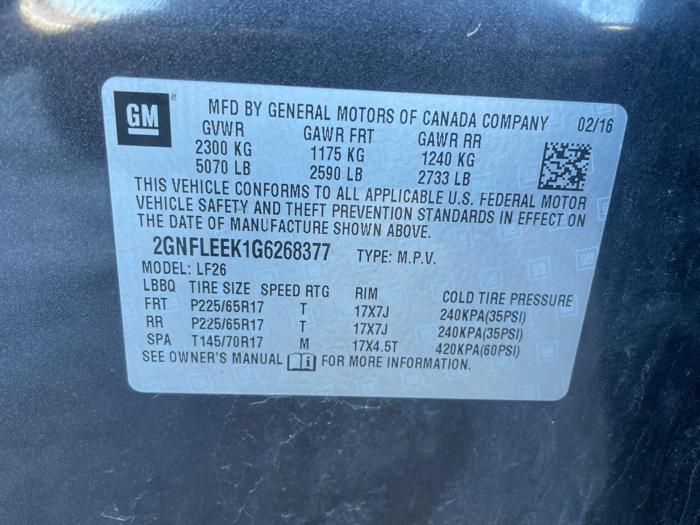 GM MFD BY GENERAL MOTORS OF CANADA COMPANY 02/16
GVWR GAWR FRT GAWR RR
2300 KG 1175 KG 1240 KG
5070 LB 2590 LB 2733 LB
THIS VEHICLE CONFORMS TO ALL APPLICABLE U.S. FEDERAL MOTOR
VEHICLE SAFETY AND THEFT PREVENTION STANDARDS IN EFFECT ON
THE DATE OF MANUFACTURE SHOWN ABOVE.
2GNFLEEK1G6268377 TYPE: M.P.V.
MODEL: LF26
LBBQ TIRE SIZE SPEED RTG RIM COLD TIRE PRESSURE
FRT P225/65R17 T 17X7J 240KPA(35PSI)
RR P225/65R17 T 17X7J 240KPA(35PSI)
SPA T145/70R17 M 17X4.5T 420KPA(60PSI)
SEE OWNER'S MANUAL FOR MORE INFORMATION.